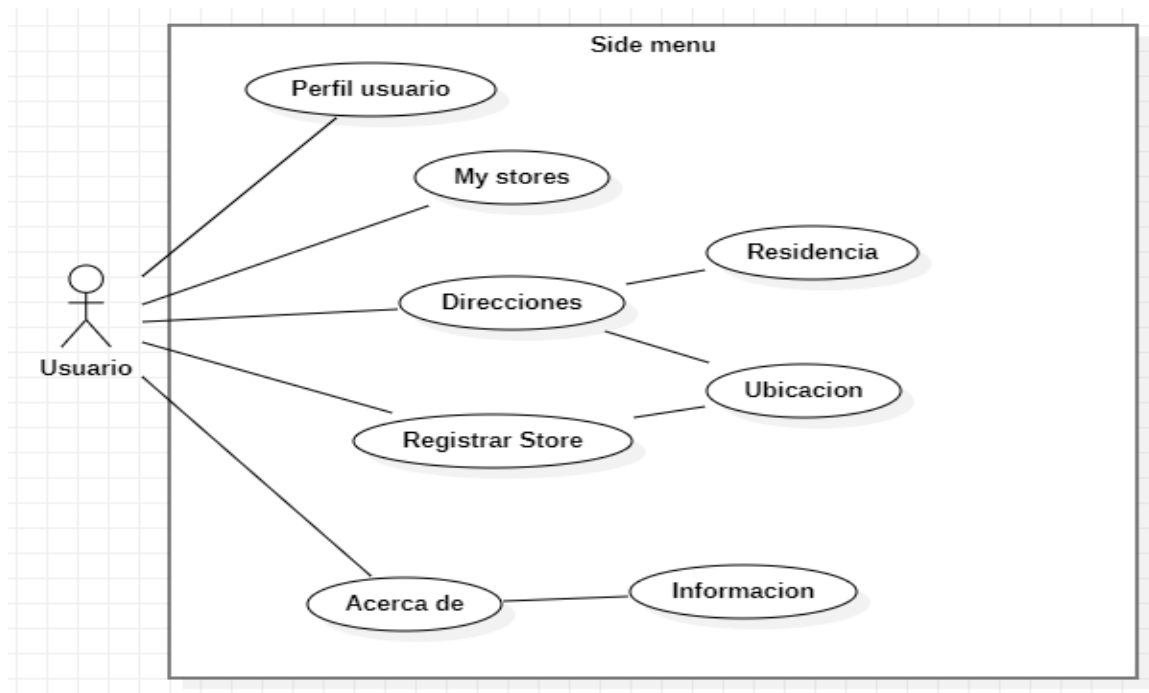 Side menu
Perfil usuario
My stores
Residencia
Direcciones
Usuario
Ubicacion
Registrar Store
Informacion
Acerca de